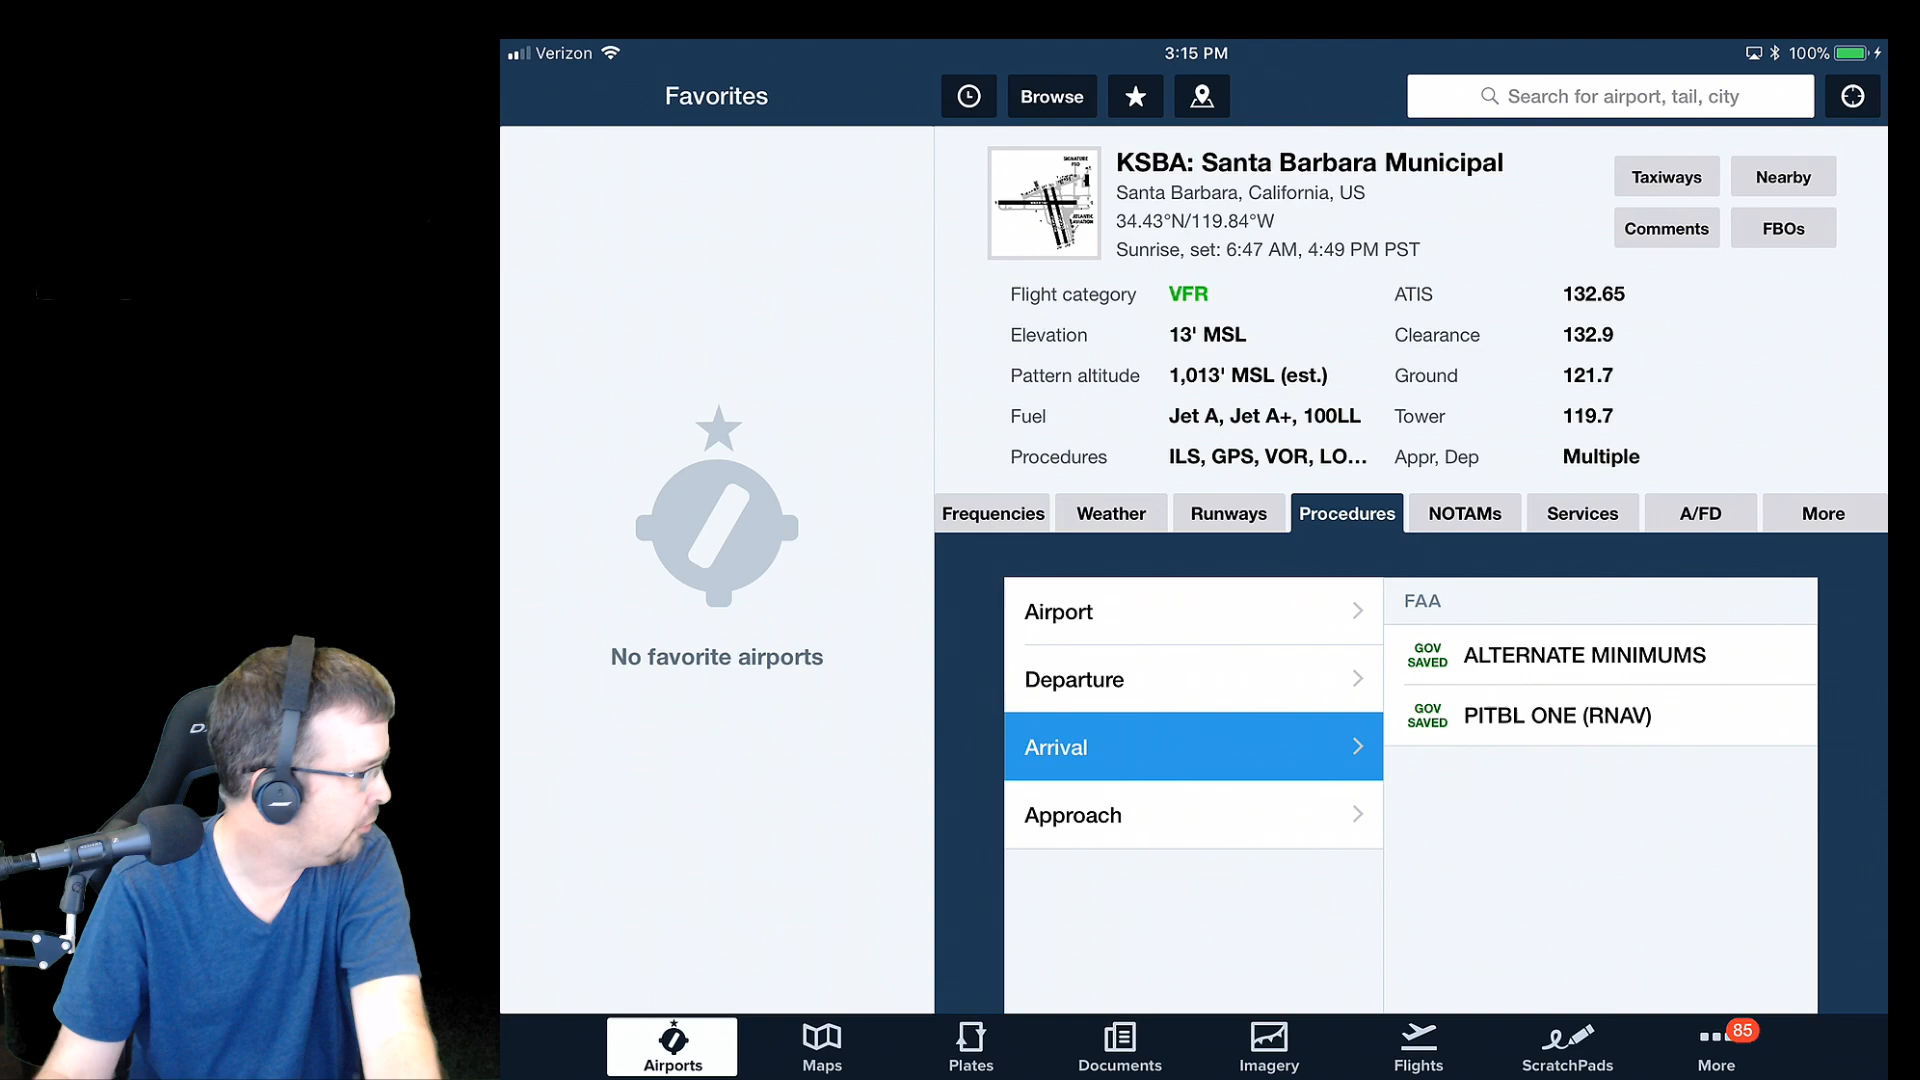 Verizon
3:15 PM
100%
Favorites
Browse
Search for airport, tail, city
KSBA: Santa Barbara Municipal
Santa Barbara, California, US
34.43°N/119.84°W
Sunrise, set: 6:47 AM, 4:49 PM PST
Taxiways
Nearby
Comments
FBOs
SIGNATURE
FSO
ATLANTIC
AVIATION
Flight category VFR
ATIS 132.65
Elevation 13' MSL
Clearance 132.9
Pattern altitude 1,013' MSL (est.)
Ground 121.7
Fuel Jet A, Jet A+, 100LL
Tower 119.7
Procedures ILS, GPS, VOR, LO...
Appr, Dep Multiple
Frequencies
Weather
Runways
Procedures
NOTAMs
Services
A/FD
More
No favorite airports
Airport
Departure
Arrival
Approach
FAA
GOV SAVED ALTERNATE MINIMUMS
GOV SAVED PITBL ONE (RNAV)
Airports
Maps
Plates
Documents
Imagery
Flights
ScratchPads
85
More